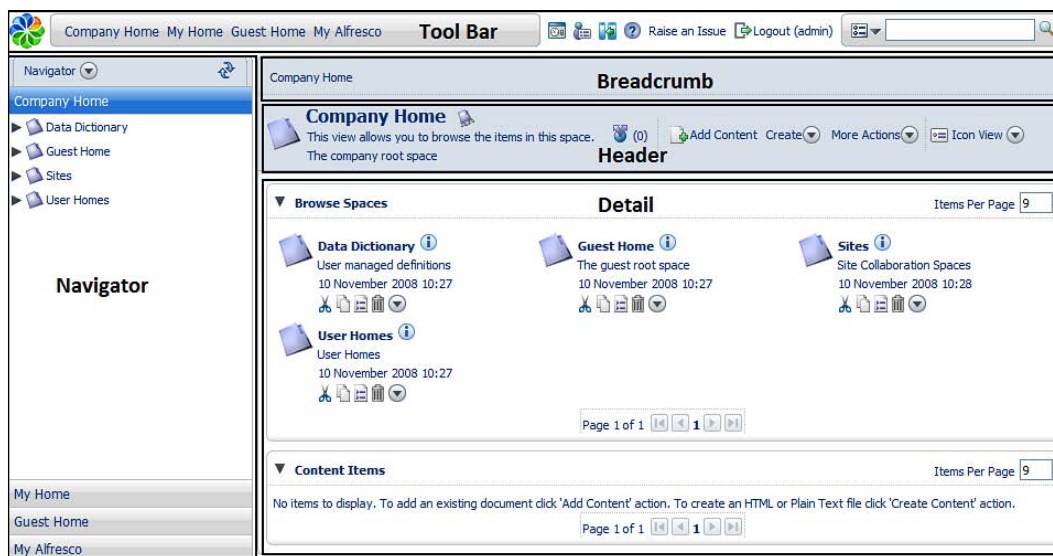 Company Home My Home Guest Home My Alfresco Tool Bar Raise an Issue Logout (admin)
Navigator
Company Home
Data Dictionary
Guest Home
Sites
User Homes
Navigator
My Home
Guest Home
My Alfresco
Company Home Breadcrumb
Company Home
This view allows you to browse the items in this space. (0) Add Content Create More Actions Icon View
The company root space
Header
Browse Spaces Detail Items Per Page 9
Data Dictionary
User managed definitions
10 November 2008 10:27
Guest Home
The guest root space
10 November 2008 10:27
Sites
Site Collaboration Spaces
10 November 2008 10:28
User Homes
User Homes
10 November 2008 10:27
Page 1 of 1 1
Content Items Items Per Page 9
No items to display. To add an existing document click 'Add Content' action. To create an HTML or Plain Text file click 'Create Content' action.
Page 1 of 1 1